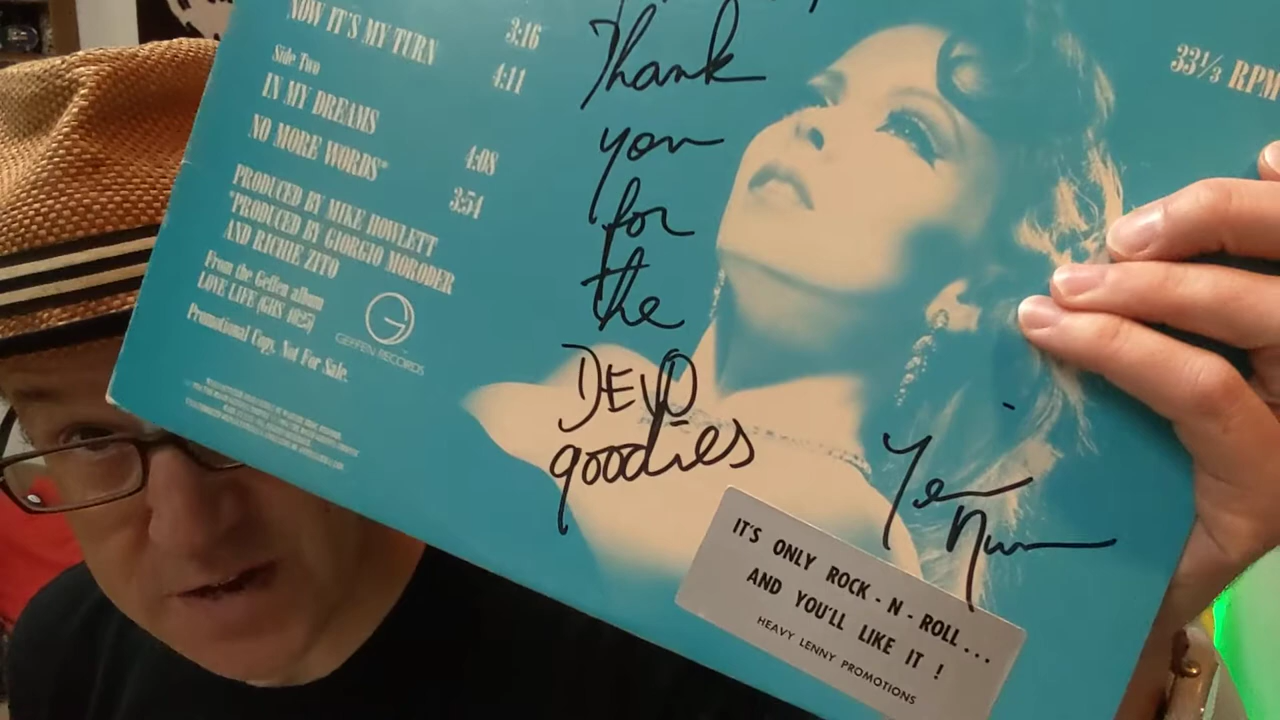 NOW IT'S MY TURN 3:16
4:11
Side Two
IN MY DREAMS
NO MORE WORDS* 4:08
3:54
PRODUCED BY MIKE HOWLETT
*PRODUCED BY GIORGIO MORODER
AND RICHIE ZITO
From the Geffen album
LOVE LIFE (GHS 4025)
Promotional Copy. Not For Sale.
GEFFEN RECORDS
Thank
you
for
the
DEVO
goodies
33⅓ RPM
IT'S ONLY ROCK-N-ROLL...
AND YOU'LL LIKE IT!
HEAVY LENNY PROMOTIONS